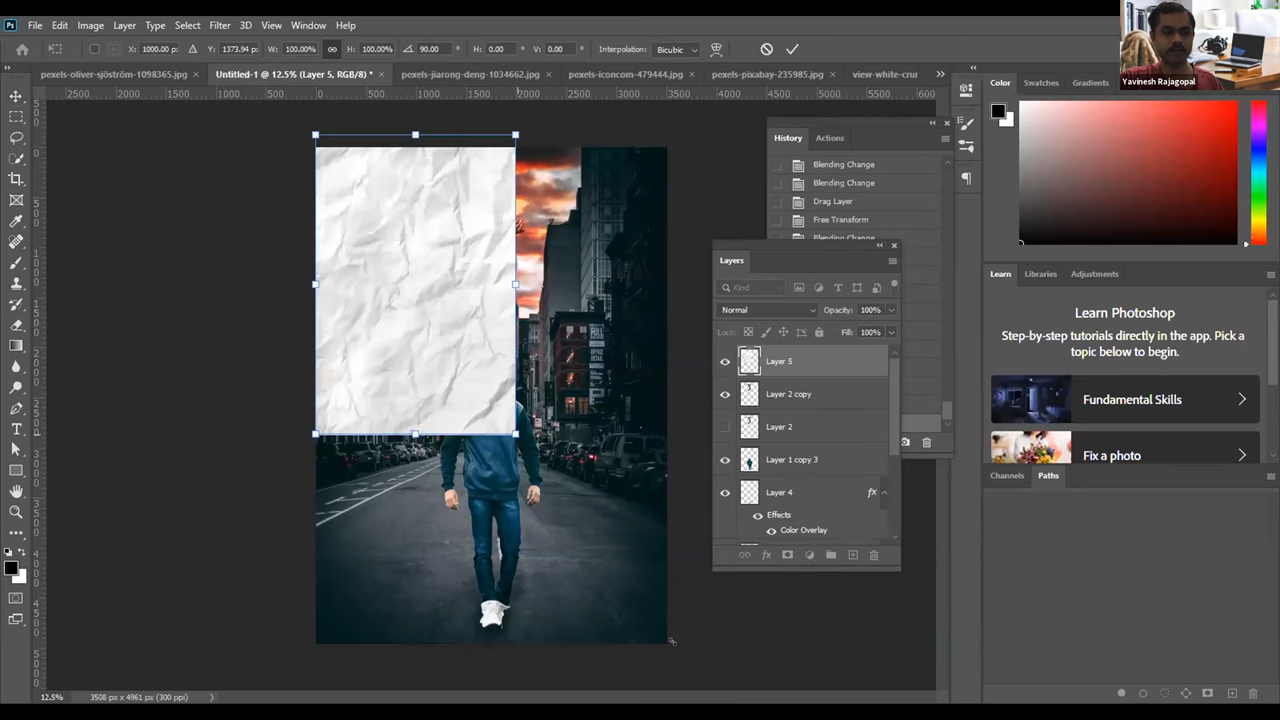 Ps File Edit Image Layer Type Select Filter 3D View Window Help
X: 1000.00 px Y: 1373.94 px W: 100.00% H: 100.00% 90.00 ° H: 0.00 ° V: 0.00 ° Interpolation: Bicubic
pexels-oliver-sjöström-1098365.jpg × Untitled-1 @ 12.5% (Layer 5, RGB/8) * × pexels-jiarong-deng-1034662.jpg × pexels-iconcom-479444.jpg × pexels-pixabay-235985.jpg × view-white-crur
2500 2000 1500 1000 500 0 500 1000 1500 2000 2500 3000 3500 4000 4500 5000 5500 6000
Yavinesh Rajagopal
Color Swatches Gradients
History Actions
Blending Change
Blending Change
Drag Layer
Free Transform
Blending Change
Layers
Kind
Normal Opacity: 100%
Lock: Fill: 100%
Layer 5
Layer 2 copy
Layer 2
Layer 1 copy 3
Layer 4 fx
Effects
Color Overlay
Learn Libraries Adjustments
Learn Photoshop
Step-by-step tutorials directly in the app. Pick a
topic below to begin.
Fundamental Skills
Fix a photo
Channels Paths
12.5% 3508 px x 4961 px (300 ppi)